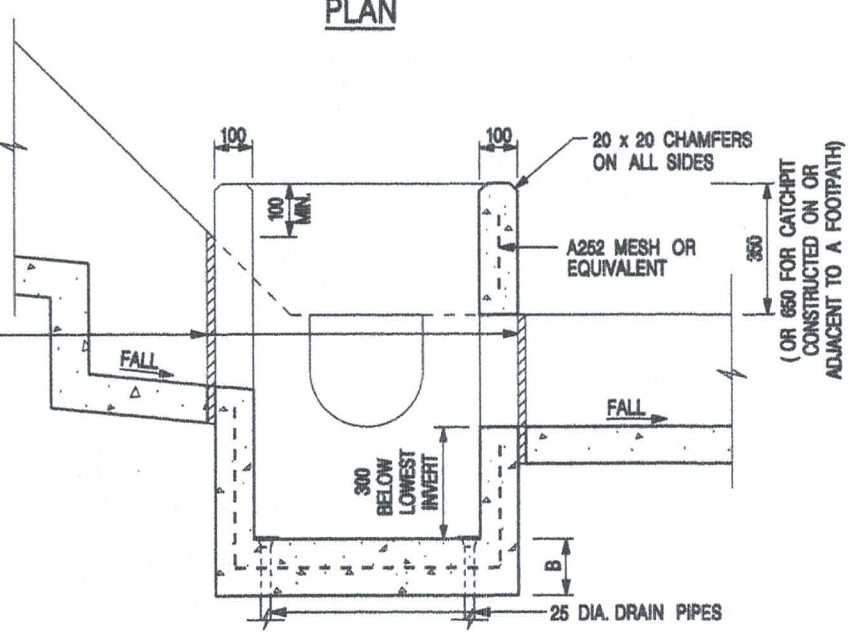 PLAN
100
100
20 x 20 CHAMFERS
ON ALL SIDES
100
MIN.
A252 MESH OR
EQUIVALENT
350
( OR 650 FOR CATCHPIT
CONSTRUCTED ON OR
ADJACENT TO A FOOTPATH)
FALL
FALL
300
BELOW
LOWEST
INVERT
B
25 DIA. DRAIN PIPES